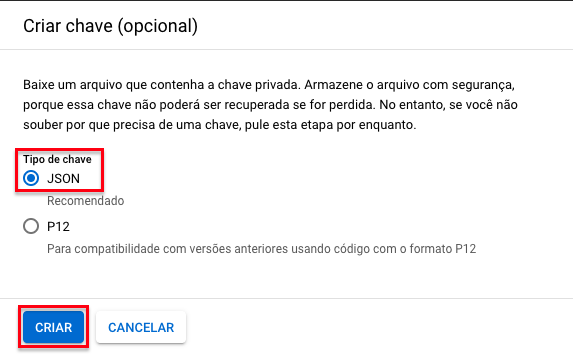 Criar chave (opcional)
Baixe um arquivo que contenha a chave privada. Armazene o arquivo com segurança,
porque essa chave não poderá ser recuperada se for perdida. No entanto, se você não
souber por que precisa de uma chave, pule esta etapa por enquanto.
Tipo de chave
JSON
Recomendado
P12
Para compatibilidade com versões anteriores usando código com o formato P12
CRIAR CANCELAR